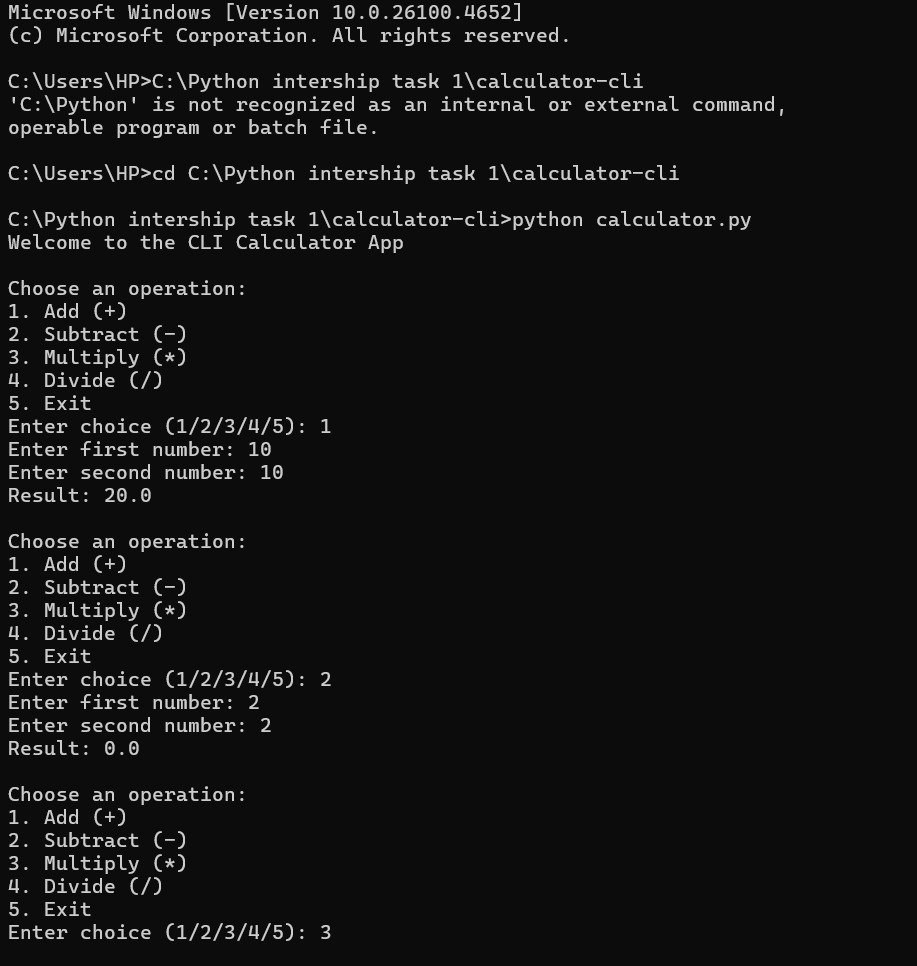 Microsoft Windows [Version 10.0.26100.4652]
(c) Microsoft Corporation. All rights reserved.
C:\Users\HP>C:\Python intership task 1\calculator-cli
'C:\Python' is not recognized as an internal or external command,
operable program or batch file.
C:\Users\HP>cd C:\Python intership task 1\calculator-cli
C:\Python intership task 1\calculator-cli>python calculator.py
Welcome to the CLI Calculator App
Choose an operation:
1. Add (+)
2. Subtract (-)
3. Multiply (*)
4. Divide (/)
5. Exit
Enter choice (1/2/3/4/5): 1
Enter first number: 10
Enter second number: 10
Result: 20.0
Choose an operation:
1. Add (+)
2. Subtract (-)
3. Multiply (*)
4. Divide (/)
5. Exit
Enter choice (1/2/3/4/5): 2
Enter first number: 2
Enter second number: 2
Result: 0.0
Choose an operation:
1. Add (+)
2. Subtract (-)
3. Multiply (*)
4. Divide (/)
5. Exit
Enter choice (1/2/3/4/5): 3